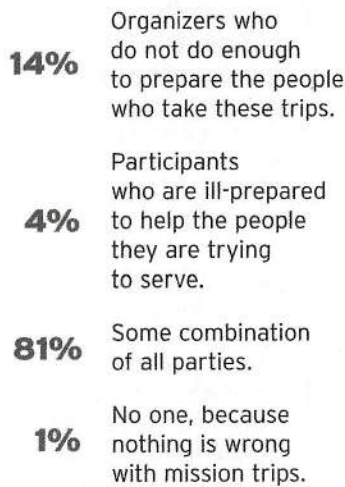 14%
Organizers who
do not do enough
to prepare the people
who take these trips.
4%
Participants
who are ill-prepared
to help the people
they are trying
to serve.
81%
Some combination
of all parties.
1%
No one, because
nothing is wrong
with mission trips.